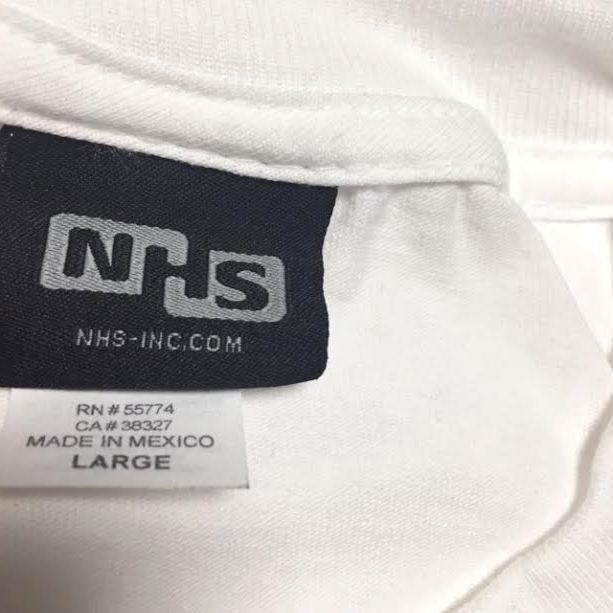 NHS
NHS-INC.COM
RN # 55774
CA # 38327
MADE IN MEXICO
LARGE